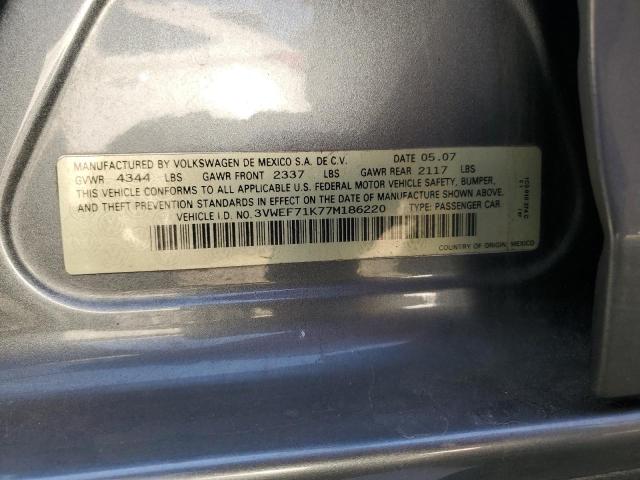 MANUFACTURED BY VOLKSWAGEN DE MEXICO S.A. DE C.V. DATE 05.07
GVWR 4344 LBS GAWR FRONT 2337 LBS GAWR REAR 2117 LBS
THIS VEHICLE CONFORMS TO ALL APPLICABLE U.S. FEDERAL MOTOR VEHICLE SAFETY, BUMPER,
AND THEFT PREVENTION STANDARDS IN EFFECT ON THE DATE OF MANUFACTURE SHOWN ABOVE.
VEHICLE I.D. NO. 3VWEF71K77M186220 TYPE: PASSENGER CAR
COUNTRY OF ORIGIN: MEXICO